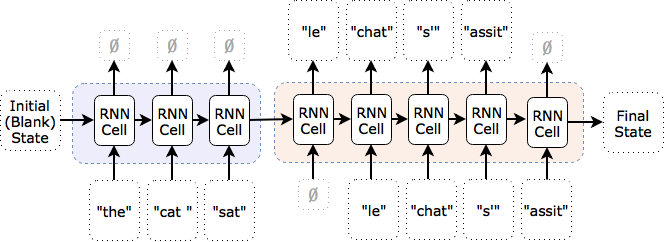 "le" "chat" "s'" "assit"
Ø Ø Ø Ø
Initial
(Blank)
State
RNN
Cell
RNN
Cell
RNN
Cell
RNN
Cell
RNN
Cell
RNN
Cell
RNN
Cell
RNN
Cell
Final
State
"the" "cat " "sat" Ø "le" "chat" "s'" "assit"